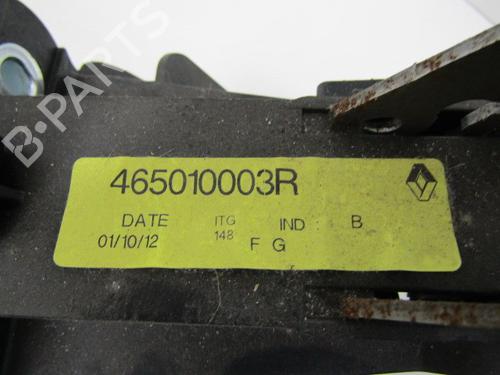 B-PARTS
465010003R
DATE ITG IND : B
01/10/12 148 F G